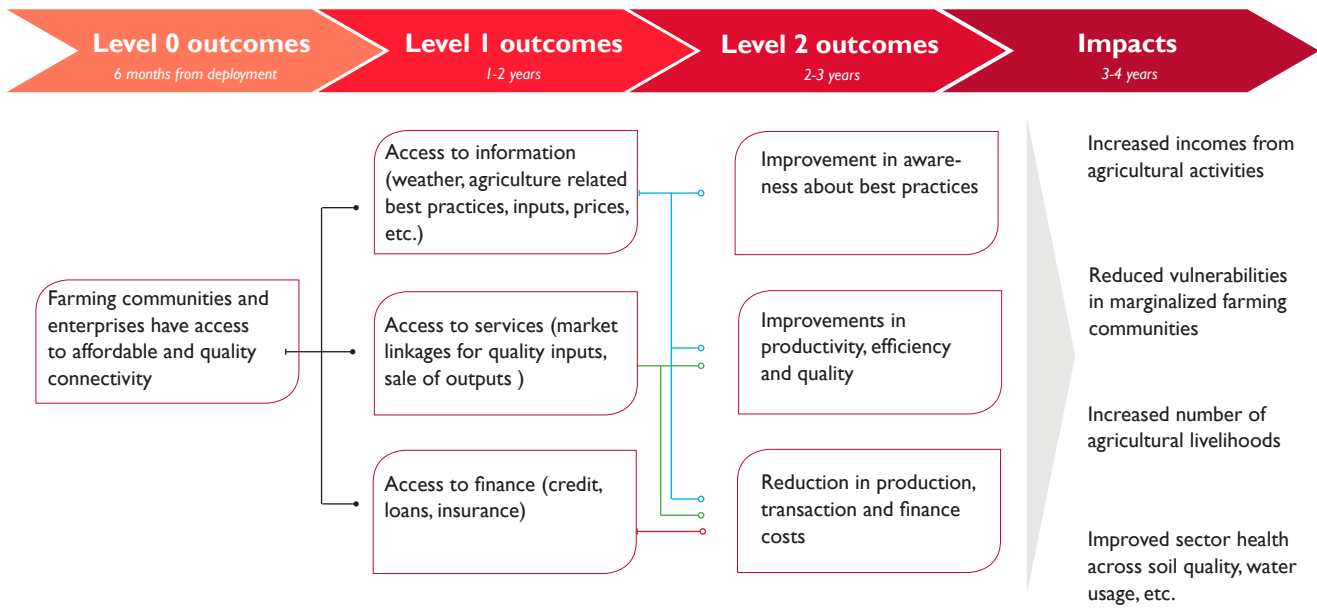 Level 0 outcomes
6 months from deployment
Level 1 outcomes
1-2 years
Level 2 outcomes
2-3 years
Impacts
3-4 years
Farming communities and
enterprises have access
to affordable and quality
connectivity
Access to information
(weather, agriculture related
best practices, inputs, prices,
etc.)
Access to services (market
linkages for quality inputs,
sale of outputs )
Access to finance (credit,
loans, insurance)
Improvement in aware-
ness about best practices
Improvements in
productivity, efficiency
and quality
Reduction in production,
transaction and finance
costs
Increased incomes from
agricultural activities
Reduced vulnerabilities
in marginalized farming
communities
Increased number of
agricultural livelihoods
Improved sector health
across soil quality, water
usage, etc.